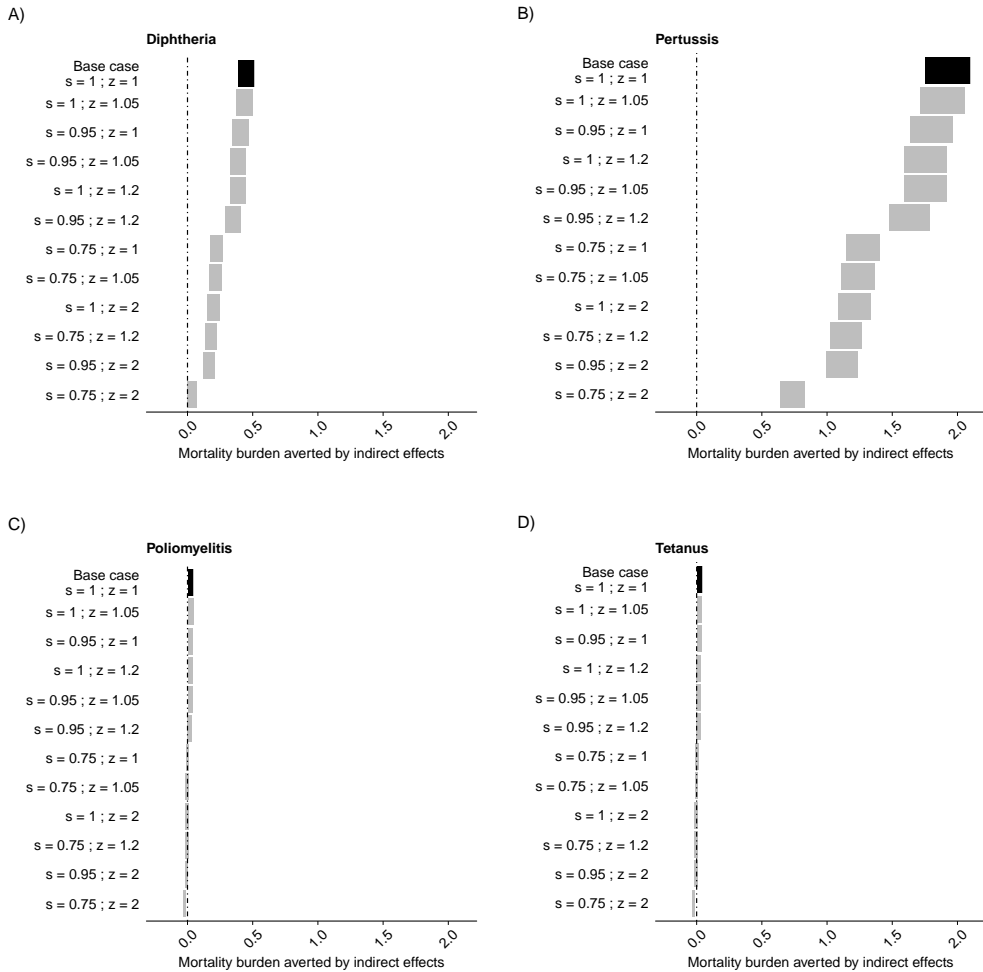 A)
Diphtheria
Base case
s = 1 ; z = 1
s = 1 ; z = 1.05
s = 0.95 ; z = 1
s = 0.95 ; z = 1.05
s = 1 ; z = 1.2
s = 0.95 ; z = 1.2
s = 0.75 ; z = 1
s = 0.75 ; z = 1.05
s = 1 ; z = 2
s = 0.75 ; z = 1.2
s = 0.95 ; z = 2
s = 0.75 ; z = 2
0.0 0.5 1.0 1.5 2.0
Mortality burden averted by indirect effects
B)
Pertussis
Base case
s = 1 ; z = 1
s = 1 ; z = 1.05
s = 0.95 ; z = 1
s = 1 ; z = 1.2
s = 0.95 ; z = 1.05
s = 0.95 ; z = 1.2
s = 0.75 ; z = 1
s = 0.75 ; z = 1.05
s = 1 ; z = 2
s = 0.75 ; z = 1.2
s = 0.95 ; z = 2
s = 0.75 ; z = 2
0.0 0.5 1.0 1.5 2.0
Mortality burden averted by indirect effects
C)
Poliomyelitis
Base case
s = 1 ; z = 1
s = 1 ; z = 1.05
s = 0.95 ; z = 1
s = 1 ; z = 1.2
s = 0.95 ; z = 1.05
s = 0.95 ; z = 1.2
s = 0.75 ; z = 1
s = 0.75 ; z = 1.05
s = 1 ; z = 2
s = 0.75 ; z = 1.2
s = 0.95 ; z = 2
s = 0.75 ; z = 2
0.0 0.5 1.0 1.5 2.0
Mortality burden averted by indirect effects
D)
Tetanus
Base case
s = 1 ; z = 1
s = 1 ; z = 1.05
s = 0.95 ; z = 1
s = 1 ; z = 1.2
s = 0.95 ; z = 1.05
s = 0.95 ; z = 1.2
s = 0.75 ; z = 1
s = 0.75 ; z = 1.05
s = 1 ; z = 2
s = 0.75 ; z = 1.2
s = 0.95 ; z = 2
s = 0.75 ; z = 2
0.0 0.5 1.0 1.5 2.0
Mortality burden averted by indirect effects